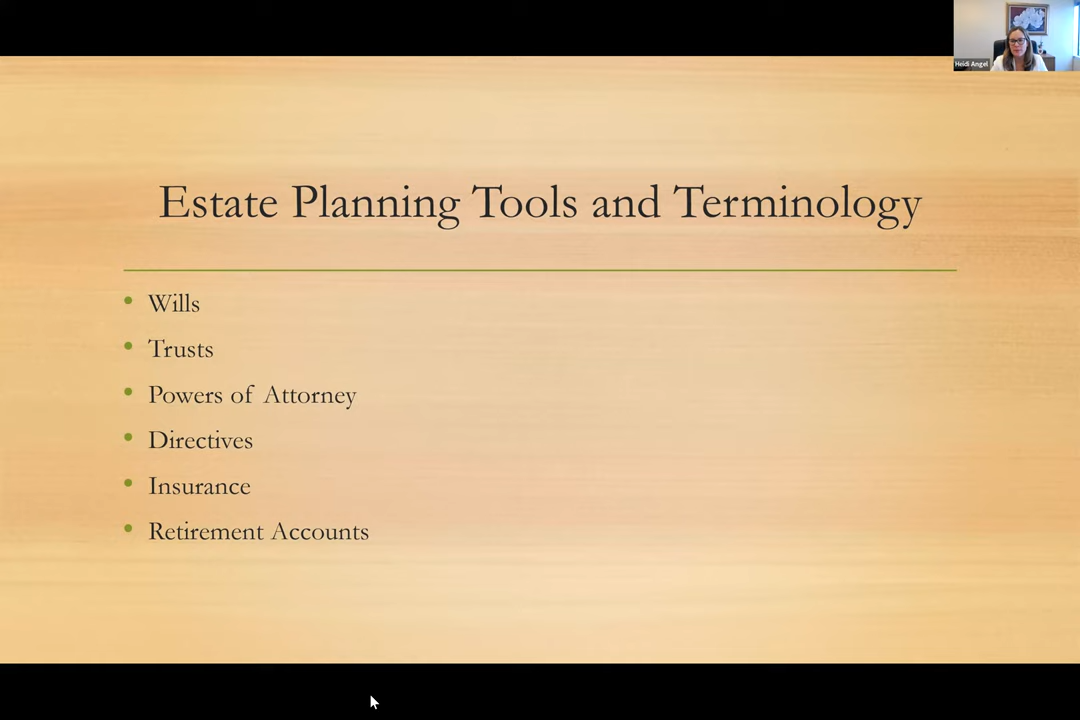 Heidi Angel
Estate Planning Tools and Terminology
Wills
Trusts
Powers of Attorney
Directives
Insurance
Retirement Accounts